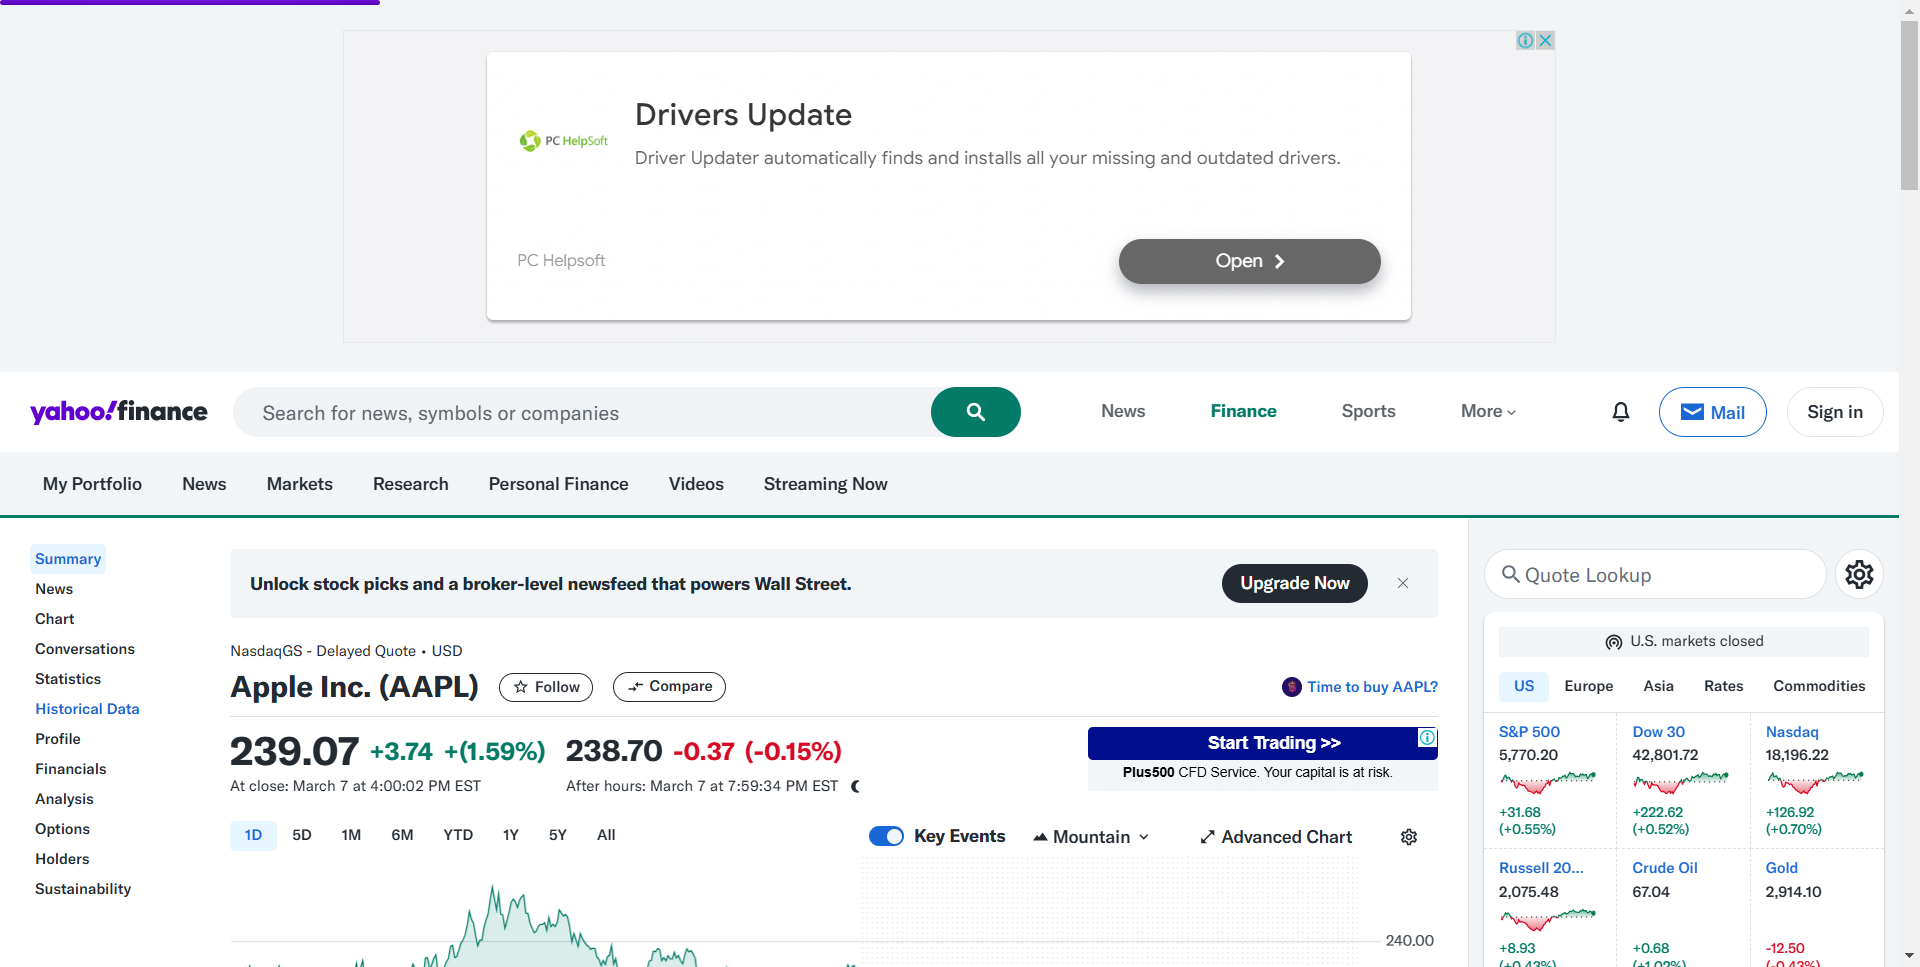 Drivers Update
PC HelpSoft
Driver Updater automatically finds and installs all your missing and outdated drivers.
PC Helpsoft
Open
yahoo!finance
Search for news, symbols or companies
News
Finance
Sports
More
Mail
Sign in
My Portfolio
News
Markets
Research
Personal Finance
Videos
Streaming Now
Summary
News
Chart
Conversations
Statistics
Historical Data
Profile
Financials
Analysis
Options
Holders
Sustainability
Unlock stock picks and a broker-level newsfeed that powers Wall Street.
Upgrade Now
NasdaqGS - Delayed Quote • USD
Apple Inc. (AAPL)
Follow
Compare
Time to buy AAPL?
239.07 +3.74 +(1.59%)
At close: March 7 at 4:00:02 PM EST
238.70 -0.37 (-0.15%)
After hours: March 7 at 7:59:34 PM EST
Start Trading >>
Plus500 CFD Service. Your capital is at risk.
1D 5D 1M 6M YTD 1Y 5Y All
Key Events
Mountain
Advanced Chart
240.00
Quote Lookup
U.S. markets closed
US Europe Asia Rates Commodities
S&P 500
5,770.20
+31.68
(+0.55%)
Dow 30
42,801.72
+222.62
(+0.52%)
Nasdaq
18,196.22
+126.92
(+0.70%)
Russell 20...
2,075.48
+8.93
(+0.43%)
Crude Oil
67.04
+0.68
(+1.02%)
Gold
2,914.10
-12.50
(-0.43%)